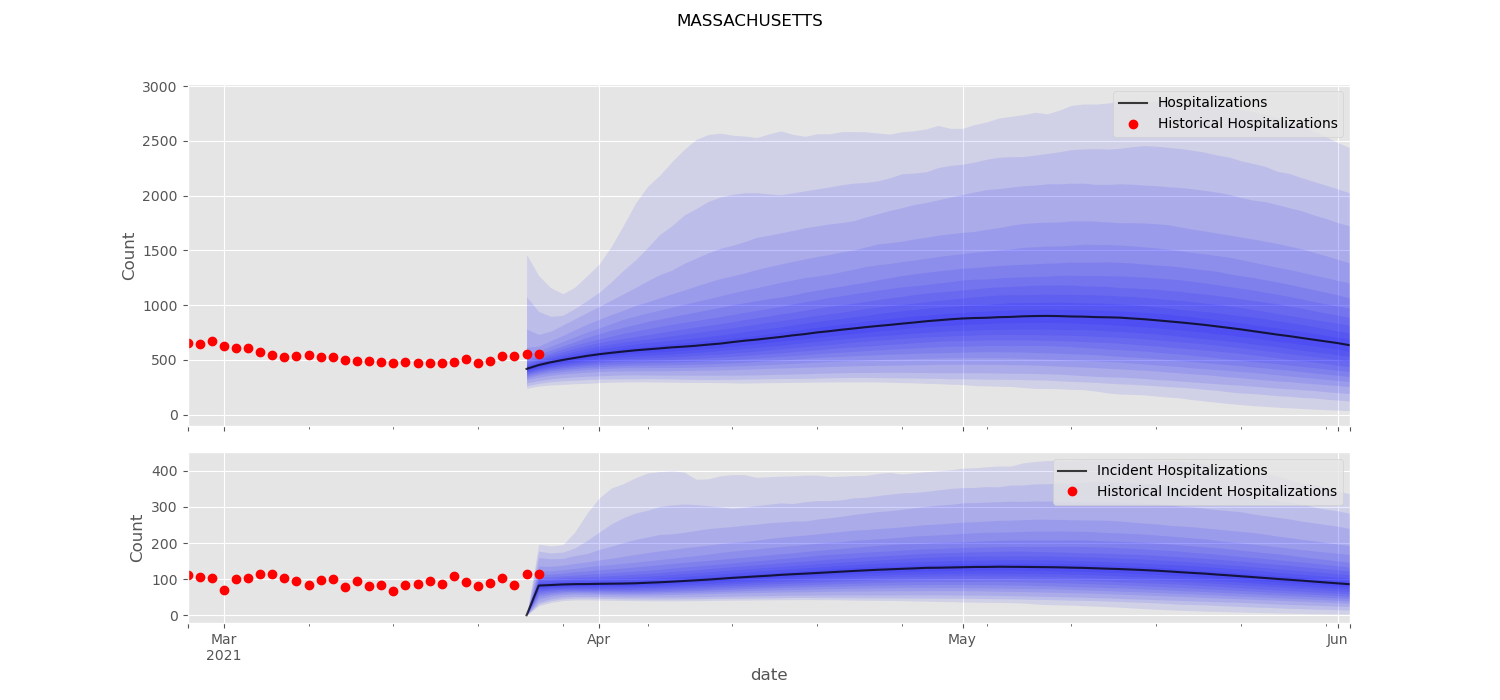 MASSACHUSETTS
3000
2500
2000
1500
1000
500
0
Count
Hospitalizations
Historical Hospitalizations
400
300
200
100
0
Count
Incident Hospitalizations
Historical Incident Hospitalizations
Mar
2021
Apr
May
Jun
date